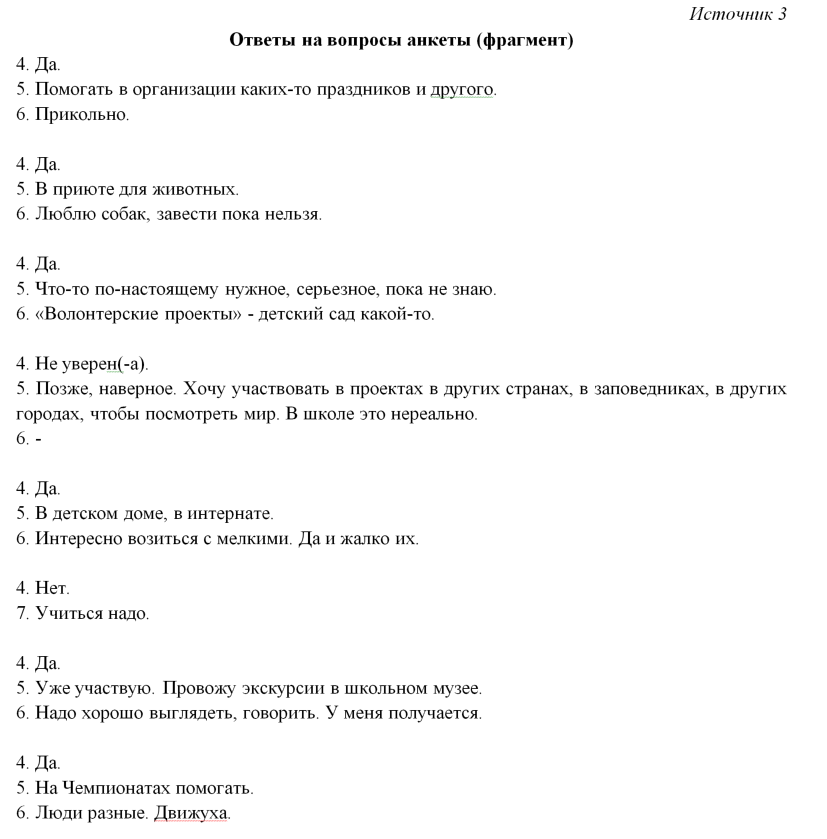 Источник 3
Ответы на вопросы анкеты (фрагмент)
4. Да.
5. Помогать в организации каких-то праздников и другого.
6. Прикольно.
4. Да.
5. В приюте для животных.
6. Люблю собак, завести пока нельзя.
4. Да.
5. Что-то по-настоящему нужное, серьезное, пока не знаю.
6. «Волонтерские проекты» - детский сад какой-то.
4. Не уверен(-а).
5. Позже, наверное. Хочу участвовать в проектах в других странах, в заповедниках, в других
городах, чтобы посмотреть мир. В школе это нереально.
6. -
4. Да.
5. В детском доме, в интернате.
6. Интересно возиться с мелкими. Да и жалко их.
4. Нет.
7. Учиться надо.
4. Да.
5. Уже участвую. Провожу экскурсии в школьном музее.
6. Надо хорошо выглядеть, говорить. У меня получается.
4. Да.
5. На Чемпионатах помогать.
6. Люди разные. Движуха.